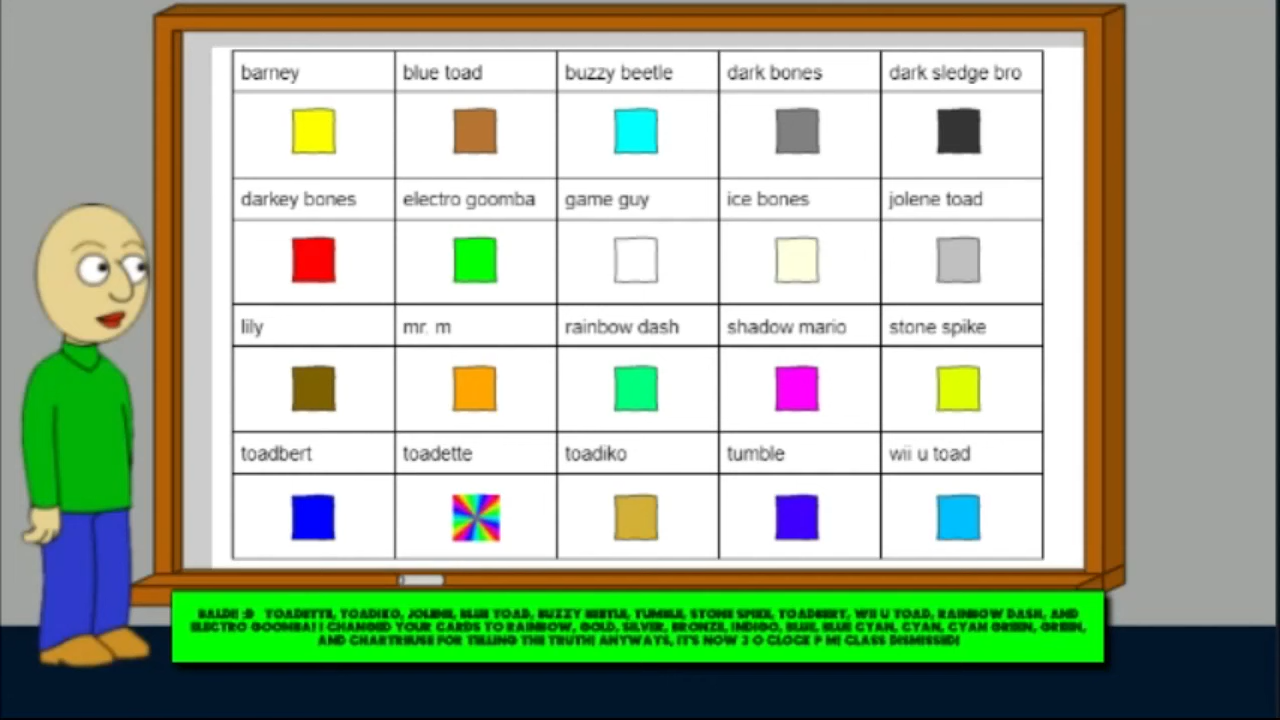 barney blue toad buzzy beetle dark bones dark sledge bro
darkey bones electro goomba game guy ice bones jolene toad
lily mr. m rainbow dash shadow mario stone spike
toadbert toadette toadiko tumble wii u toad
BALDI: :D TOADETTE, TOADIKO, JOLENE, BLUE TOAD, BUZZY BEETLE, TUMBLE, STONE SPIKE, TOADBERT, WII U TOAD, RAINBOW DASH, AND
ELECTRO GOOMBA! I CHANGED YOUR CARDS TO RAINBOW, GOLD, SILVER, BRONZE, INDIGO, BLUE, BLUE CYAN, CYAN, CYAN GREEN, GREEN,
AND CHARTREUSE FOR TELLING THE TRUTH! ANYWAYS, IT'S NOW 3 O CLOCK P M! CLASS DISMISSED!